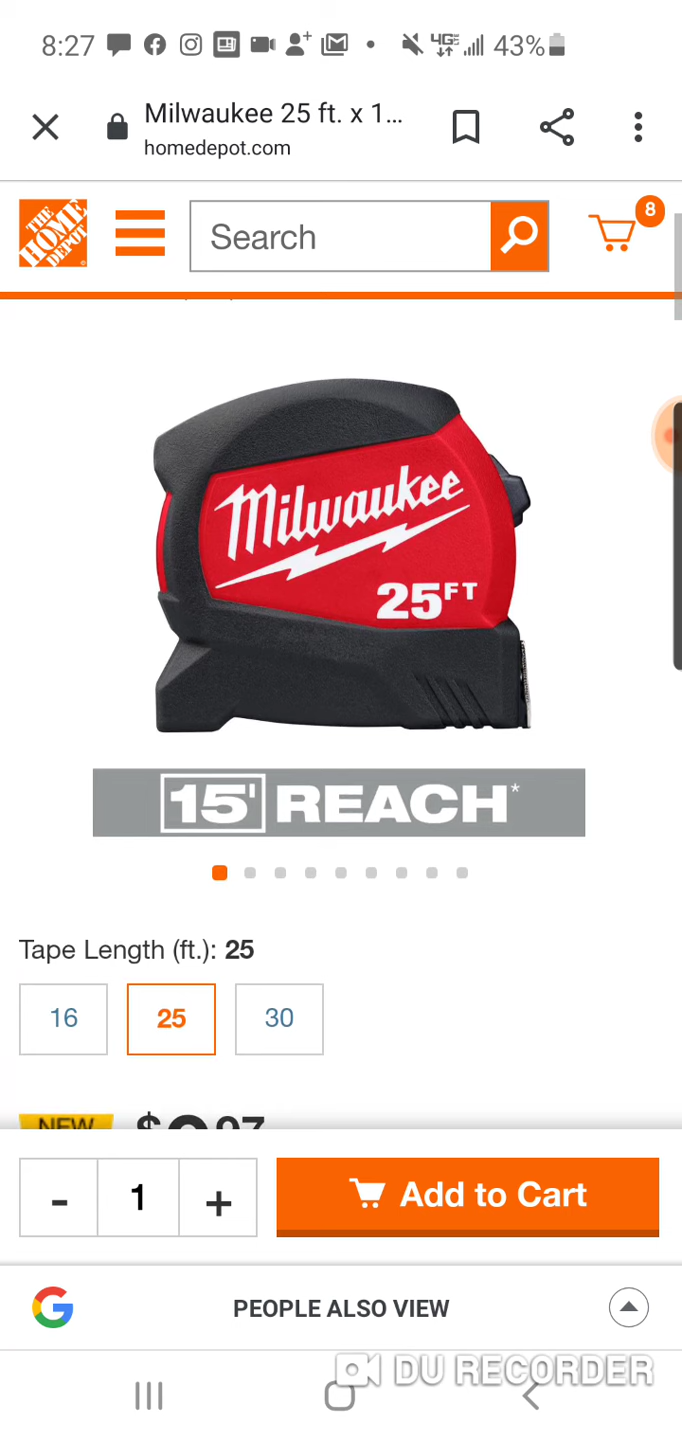 8:27 4GE 43%
Milwaukee 25 ft. x 1...
homedepot.com
THE HOME DEPOT
Search
8
Milwaukee
25FT
15' REACH*
Tape Length (ft.): 25
16 25 30
NEW
- 1 + Add to Cart
PEOPLE ALSO VIEW
DU RECORDER